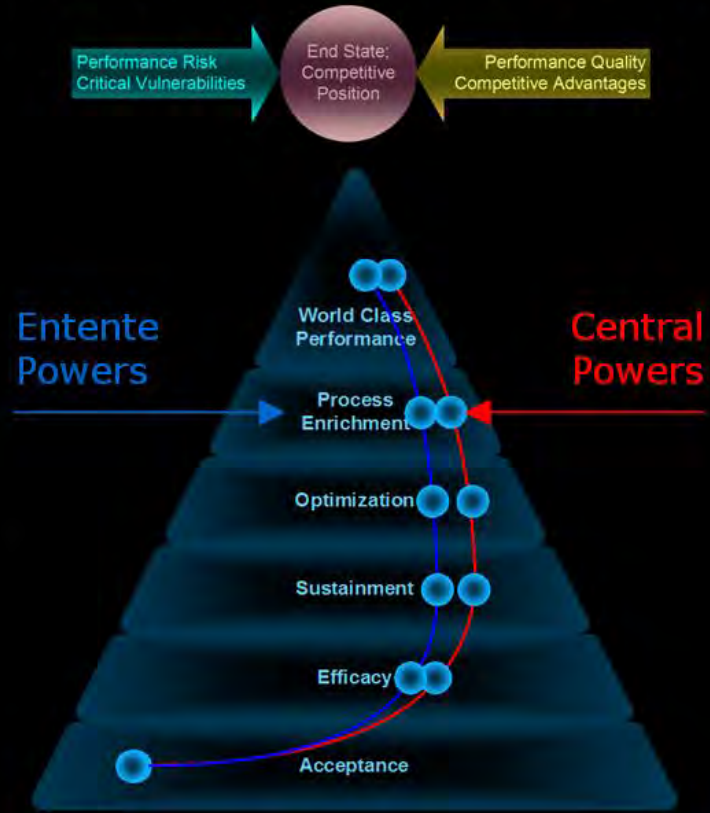 Performance Risk
Critical Vulnerabilities
End State;
Competitive
Position
Performance Quality
Competitive Advantages
Entente
Powers
Central
Powers
World Class
Performance
Process
Enrichment
Optimization
Sustainment
Efficacy
Acceptance